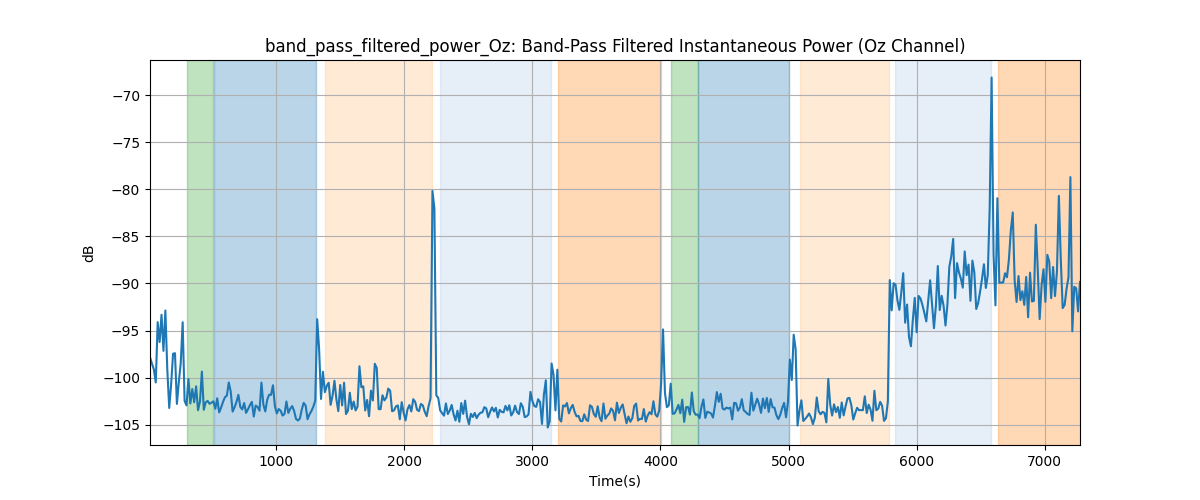 band_pass_filtered_power_Oz: Band-Pass Filtered Instantaneous Power (Oz Channel)
−70
−75
−80
−85
−90
−95
−100
−105
dB
1000 2000 3000 4000 5000 6000 7000
Time(s)